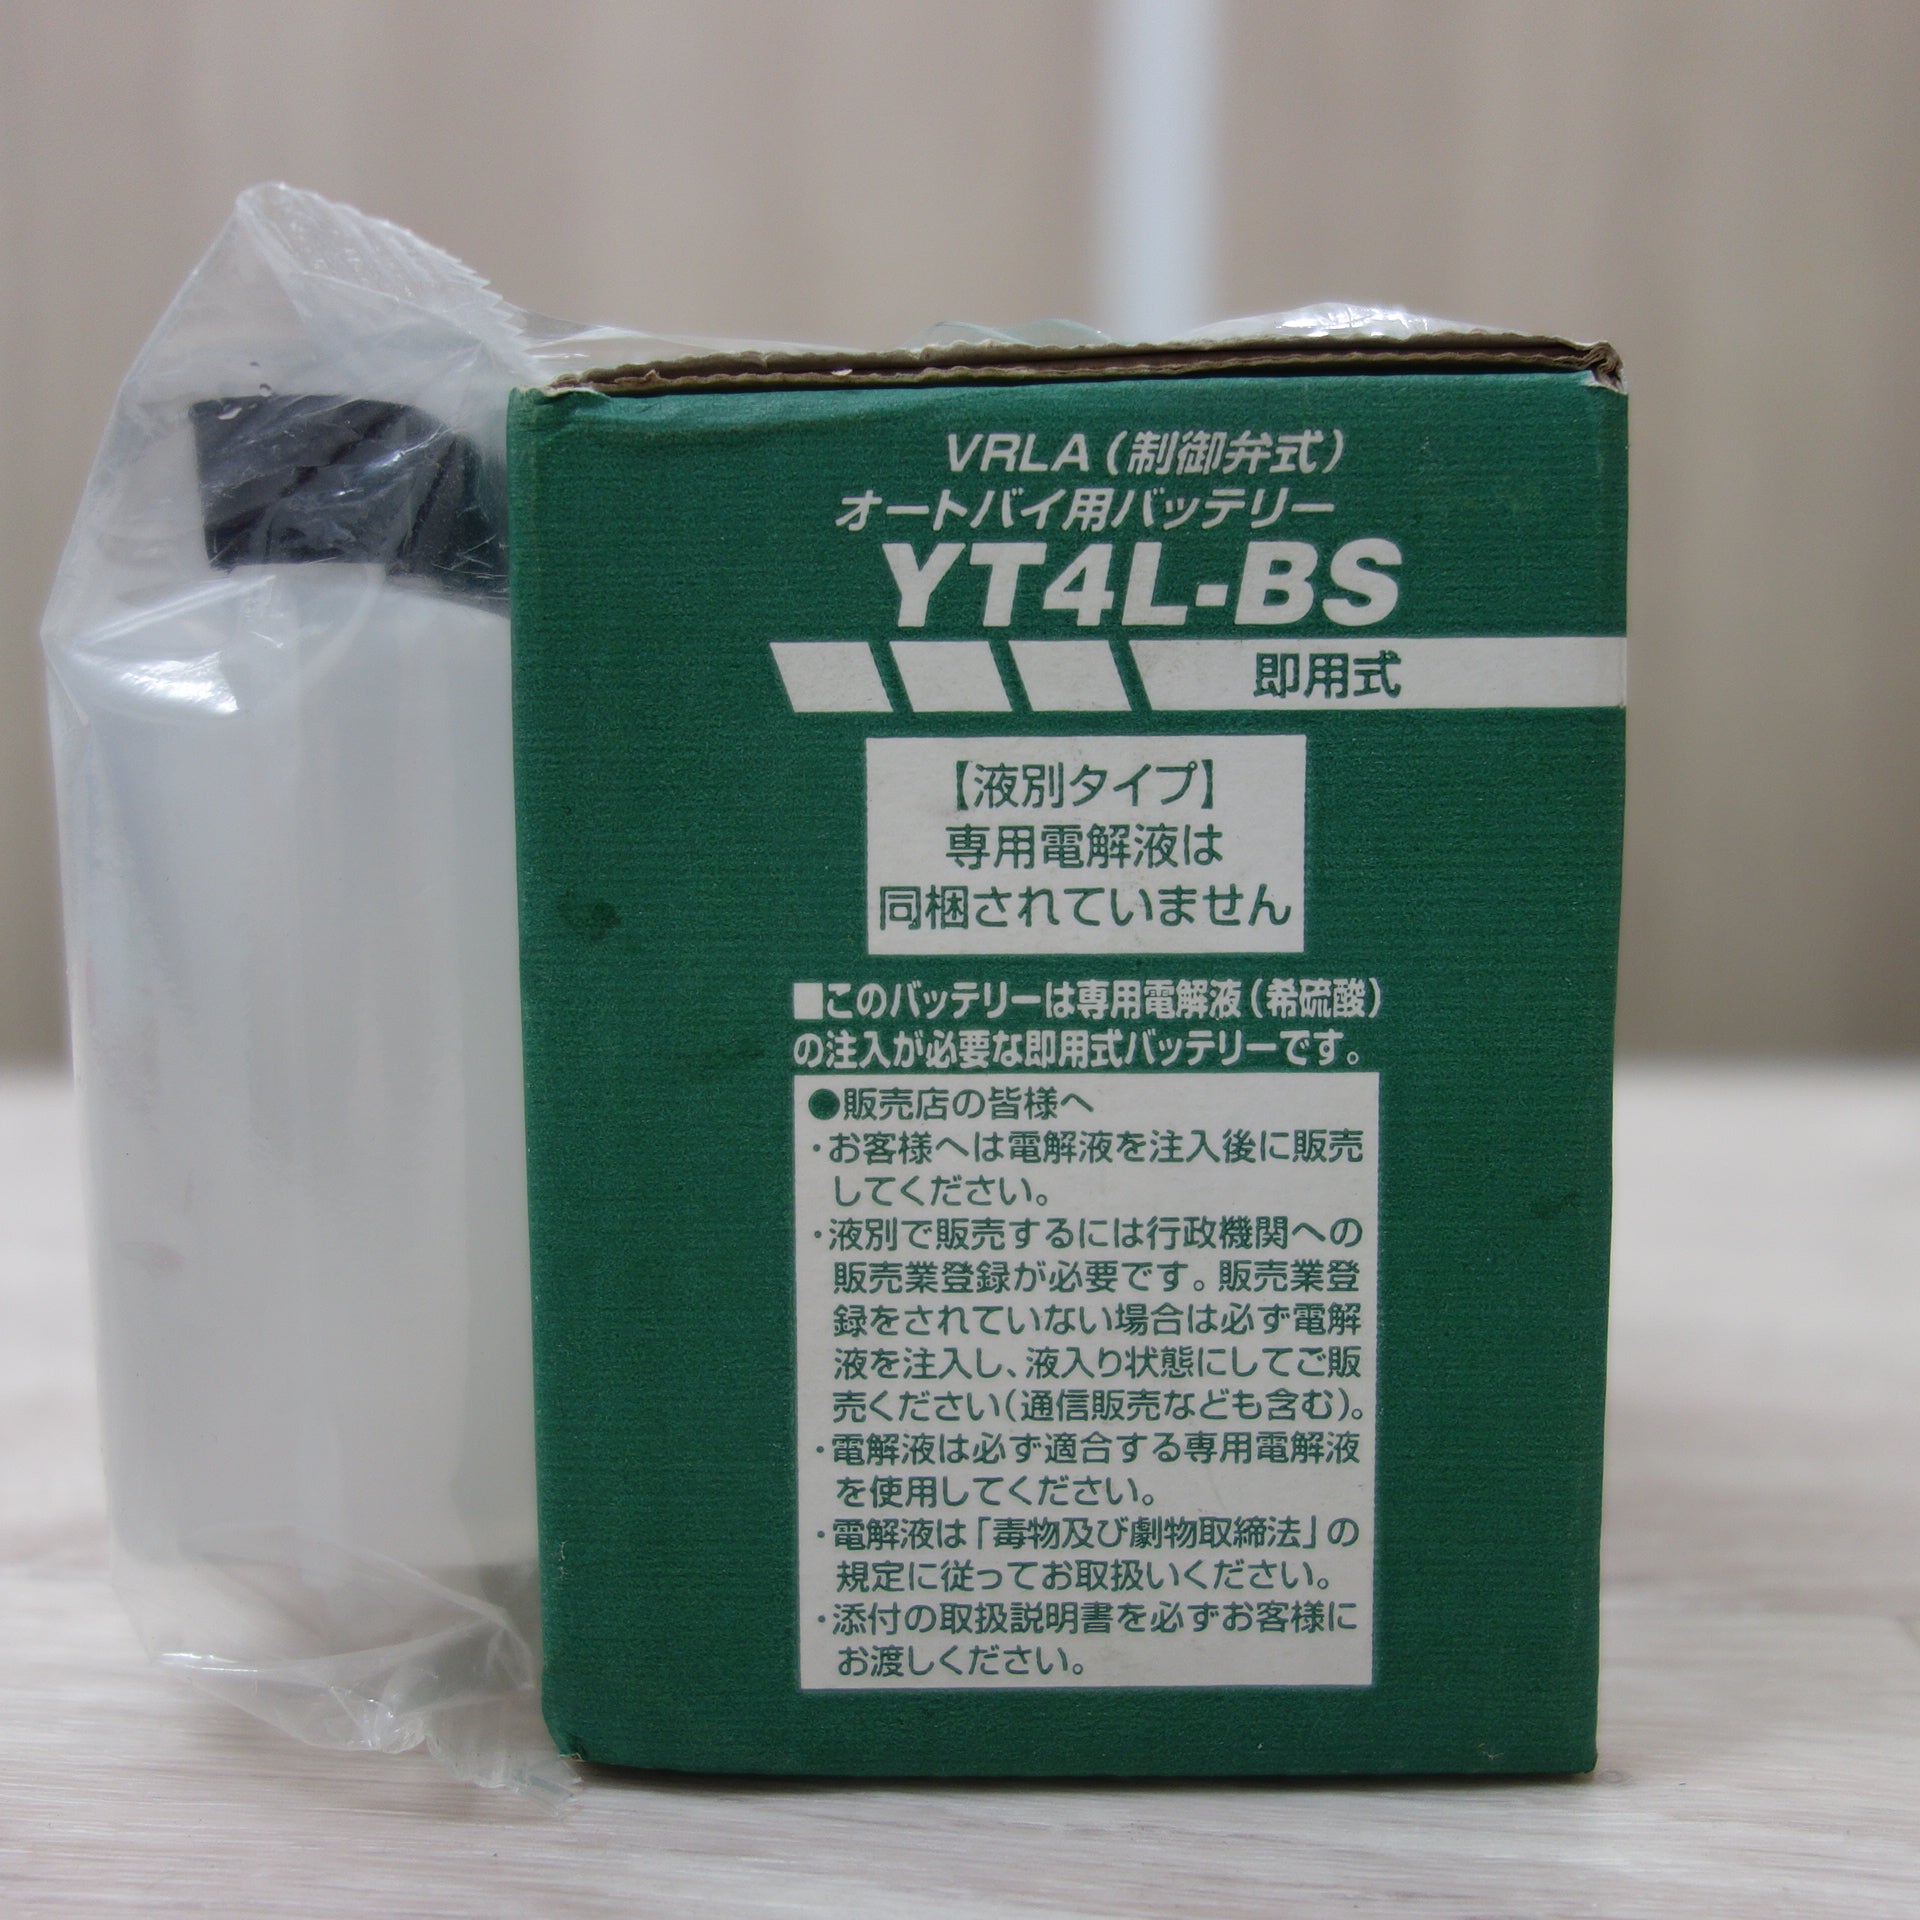 VRLA(制御弁式)
オートバイ用バッテリー
YT4L-BS
即用式
【液別タイプ】
専用電解液は
同梱されていません
■このバッテリーは専用電解液(希硫酸)
の注入が必要な即用式バッテリーです。
●販売店の皆様へ
・お客様へは電解液を注入後に販売
してください。
・液別で販売するには行政機関への
販売業登録が必要です。販売業登
録をされていない場合は必ず電解
液を注入し、液入り状態にしてご販
売ください(通信販売なども含む)。
・電解液は必ず適合する専用電解液
を使用してください。
・電解液は「毒物及び劇物取締法」の
規定に従ってお取扱いください。
・添付の取扱説明書を必ずお客様に
お渡しください。